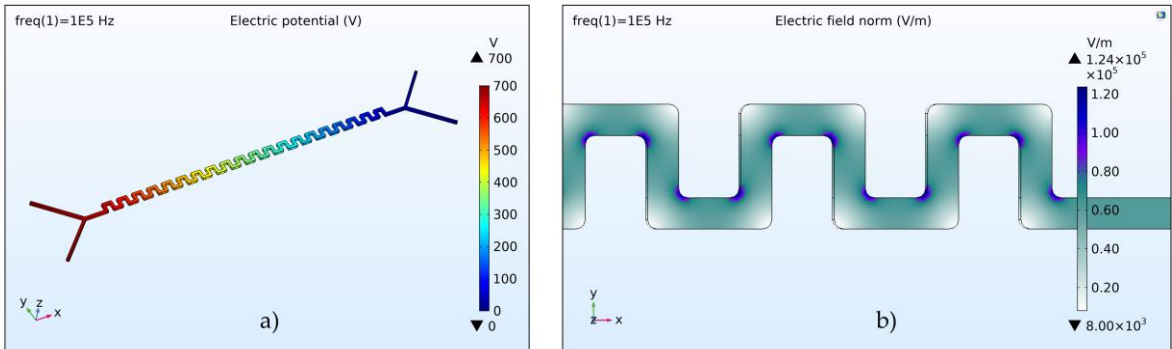 freq(1)=1E5 Hz Electric potential (V)
V
▲ 700
700
600
500
400
300
200
100
0
▼ 0
y z x
a)
freq(1)=1E5 Hz Electric field norm (V/m)
V/m
▲ 1.24×10⁵
×10⁵
1.20
1.00
0.80
0.60
0.40
0.20
▼ 8.00×10³
y
z x
b)